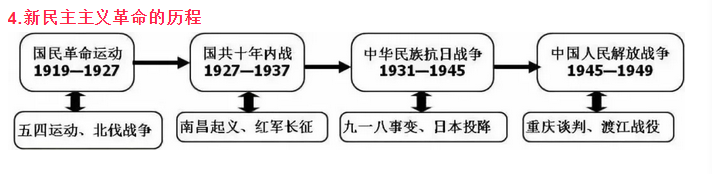 4.新民主主义革命的历程
国民革命运动
1919—1927
国共十年内战
1927—1937
中华民族抗日战争
1931—1945
中国人民解放战争
1945—1949
五四运动、北伐战争
南昌起义、红军长征
九一八事变、日本投降
重庆谈判、渡江战役